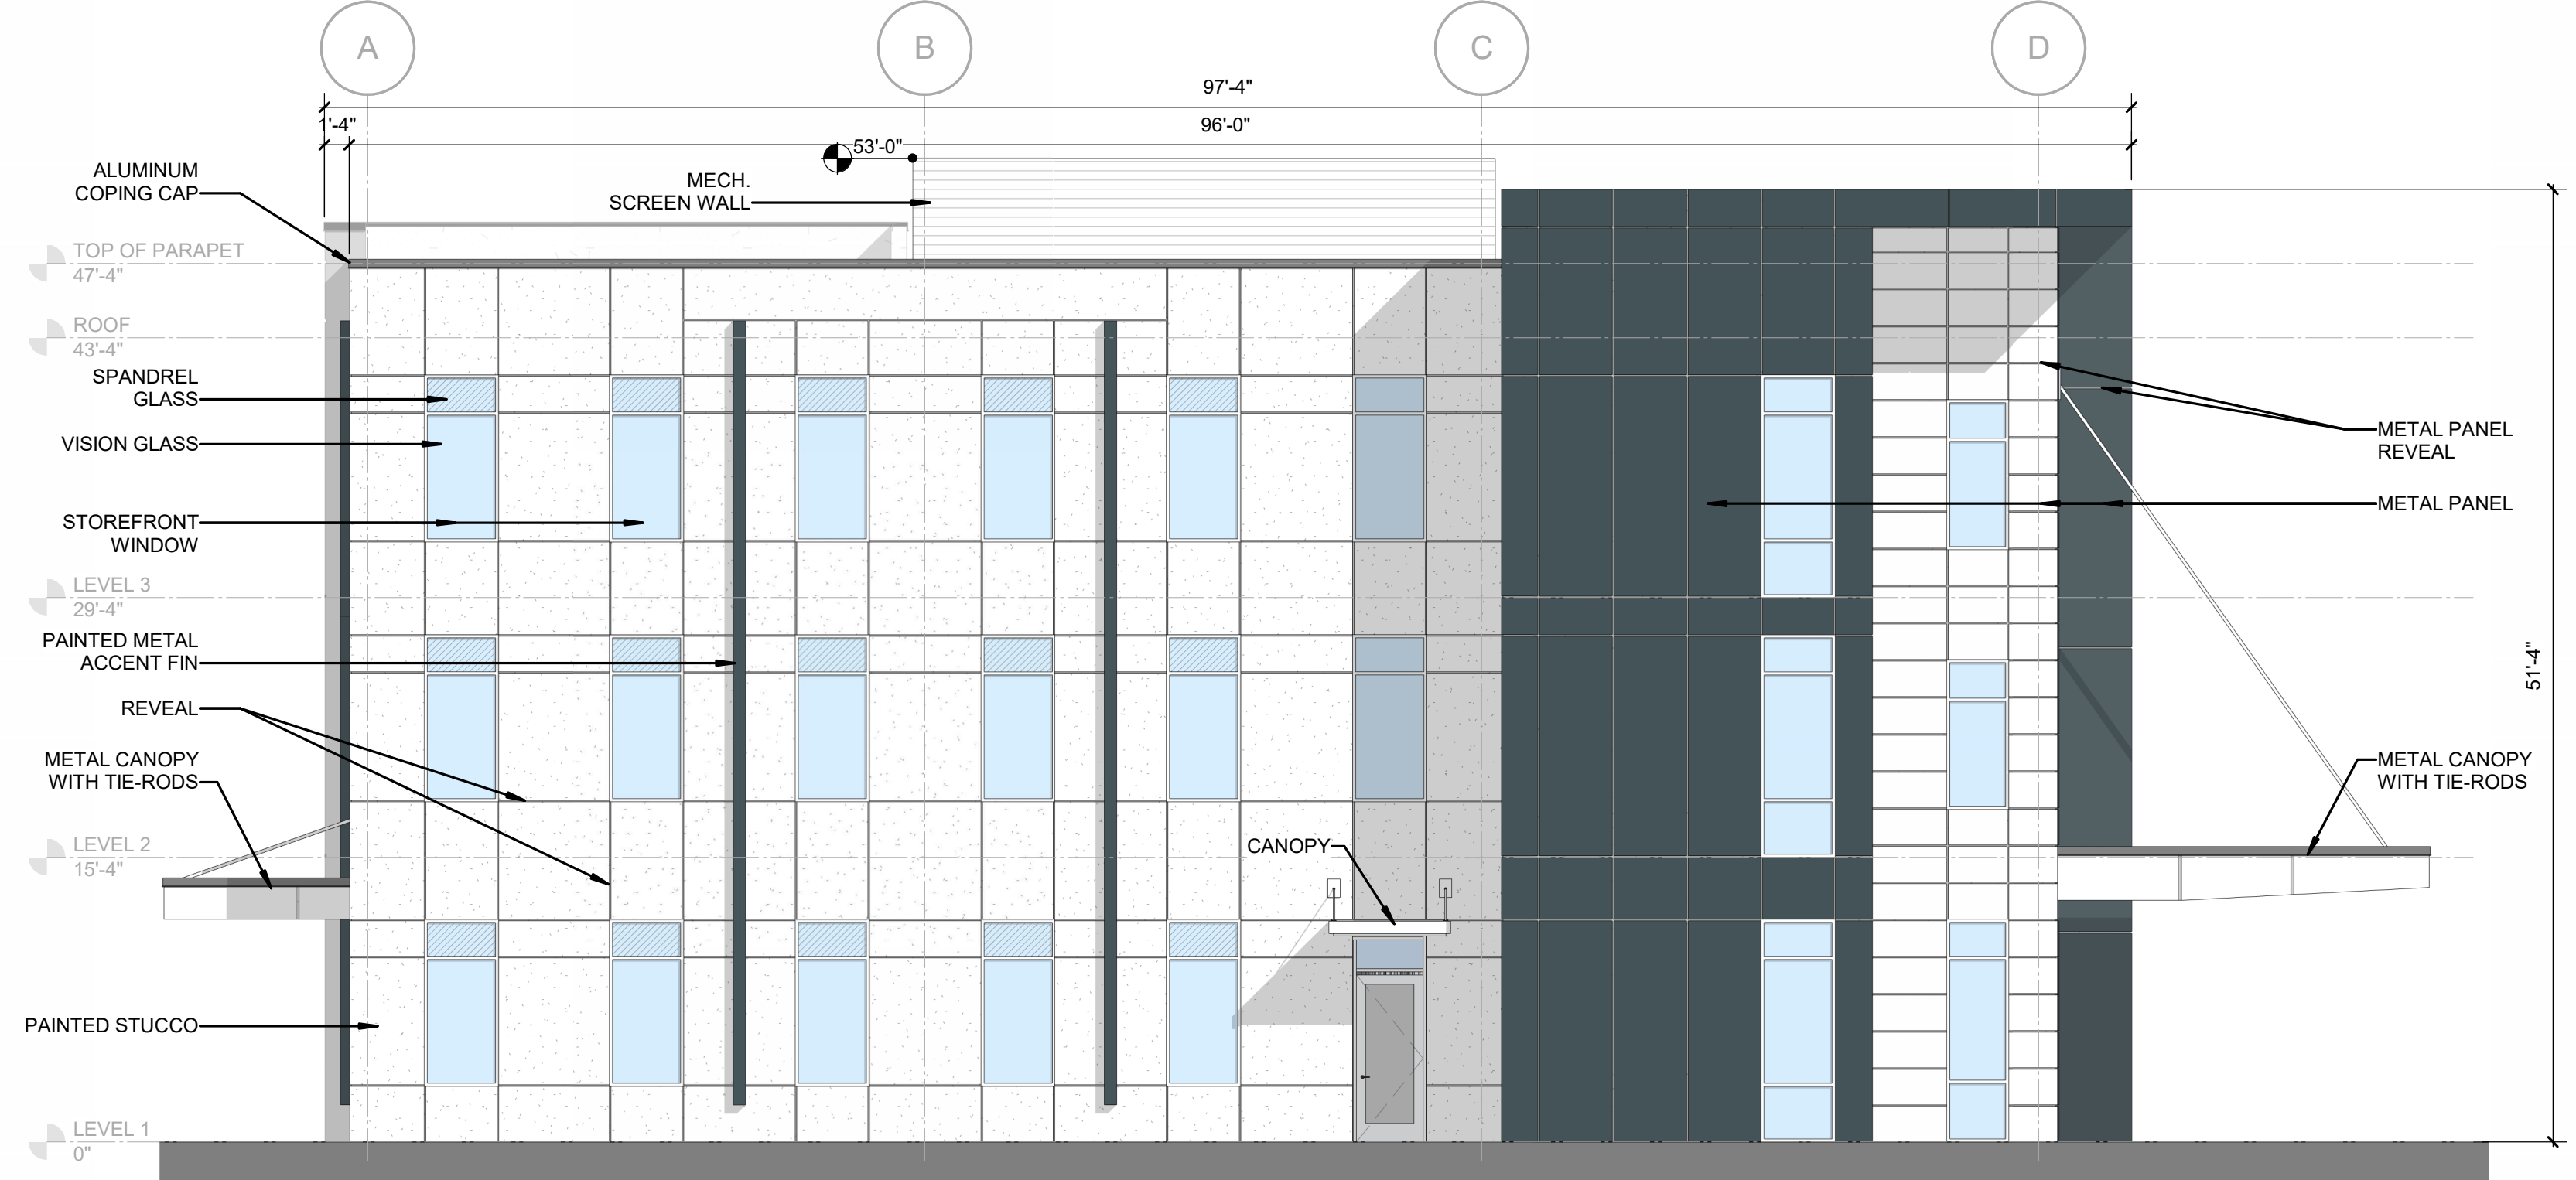 A
B
C
D
97'-4"
1'-4"
96'-0"
53'-0"
ALUMINUM
COPING CAP
MECH.
SCREEN WALL
TOP OF PARAPET
47'-4"
ROOF
43'-4"
SPANDREL
GLASS
VISION GLASS
STOREFRONT
WINDOW
LEVEL 3
29'-4"
PAINTED METAL
ACCENT FIN
REVEAL
METAL CANOPY
WITH TIE-RODS
LEVEL 2
15'-4"
PAINTED STUCCO
LEVEL 1
0"
CANOPY
METAL PANEL
REVEAL
METAL PANEL
51'-4"
METAL CANOPY
WITH TIE-RODS